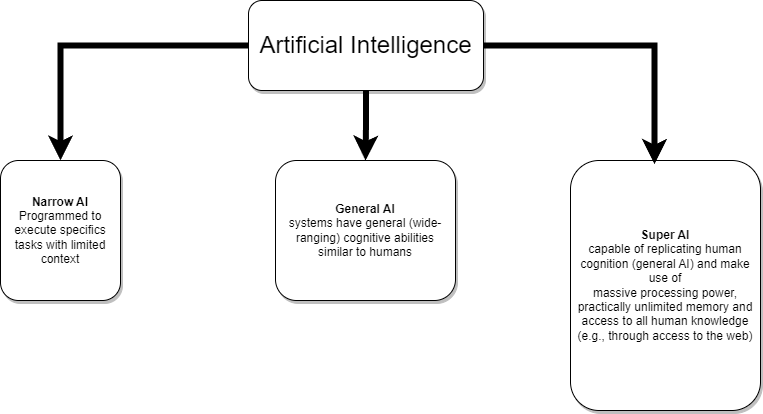 Artificial Intelligence
Narrow AI
Programmed to
execute specifics
tasks with limited
context
General AI
systems have general (wide-
ranging) cognitive abilities
similar to humans
Super AI
capable of replicating human
cognition (general AI) and make
use of
massive processing power,
practically unlimited memory and
access to all human knowledge
(e.g., through access to the web)